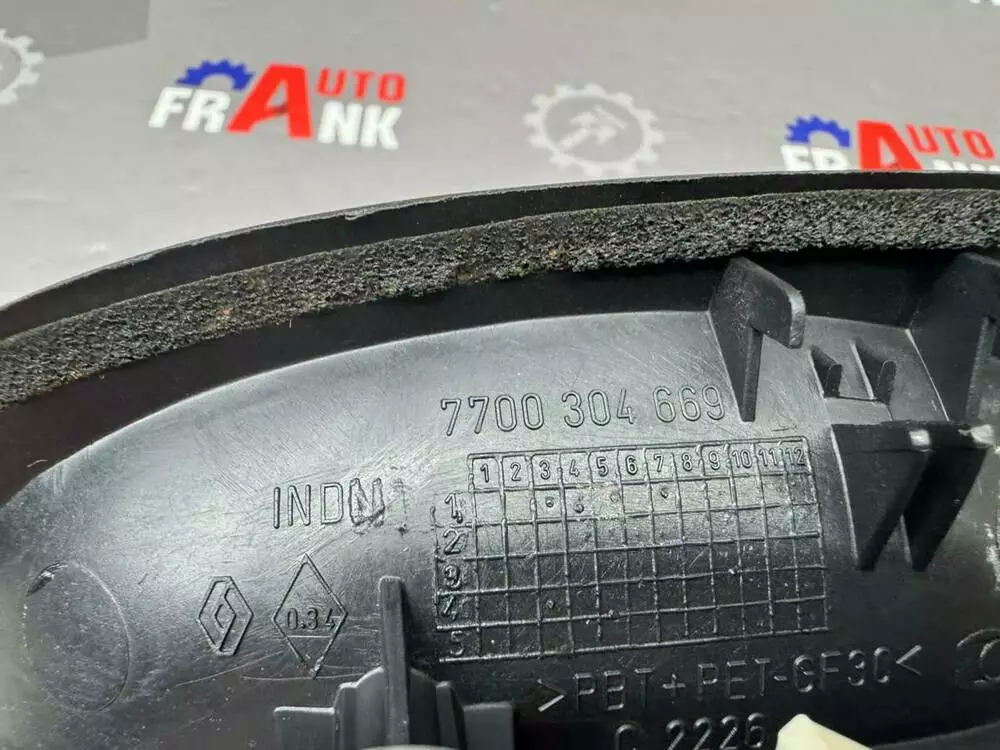 AUTO
FRANK
AUTO
FRANK
7700 304 669
1 2 3 4 5 6 7 8 9 10 11 12
1
2
3
4
5
0.34
>PBT+PET-GF30<
C 2226